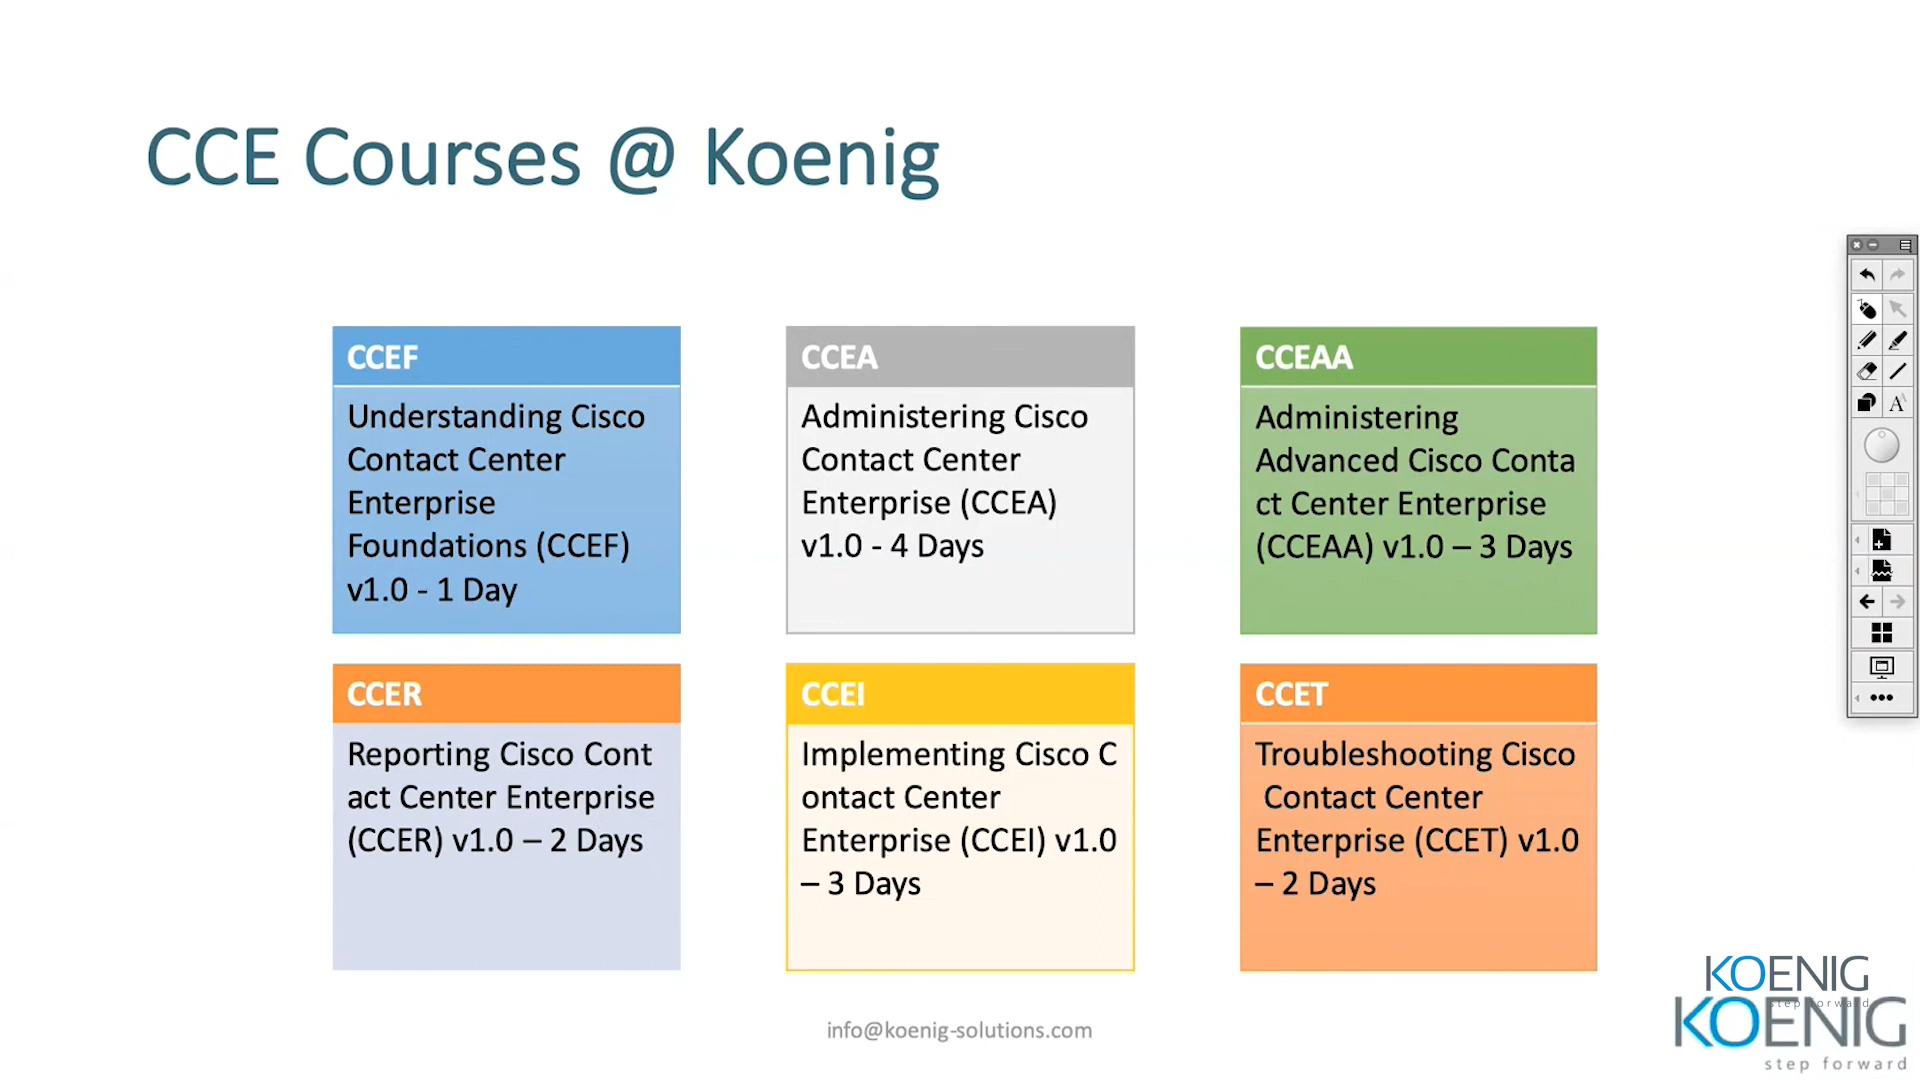 CCE Courses @ Koenig
CCEF
Understanding Cisco
Contact Center
Enterprise
Foundations (CCEF)
v1.0 - 1 Day
CCEA
Administering Cisco
Contact Center
Enterprise (CCEA)
v1.0 - 4 Days
CCEAA
Administering
Advanced Cisco Conta
ct Center Enterprise
(CCEAA) v1.0 – 3 Days
CCER
Reporting Cisco Cont
act Center Enterprise
(CCER) v1.0 – 2 Days
CCEI
Implementing Cisco C
ontact Center
Enterprise (CCEI) v1.0
– 3 Days
CCET
Troubleshooting Cisco
Contact Center
Enterprise (CCET) v1.0
– 2 Days
A
info@koenig-solutions.com
KOENIG
step forward
KOENIG
step forward